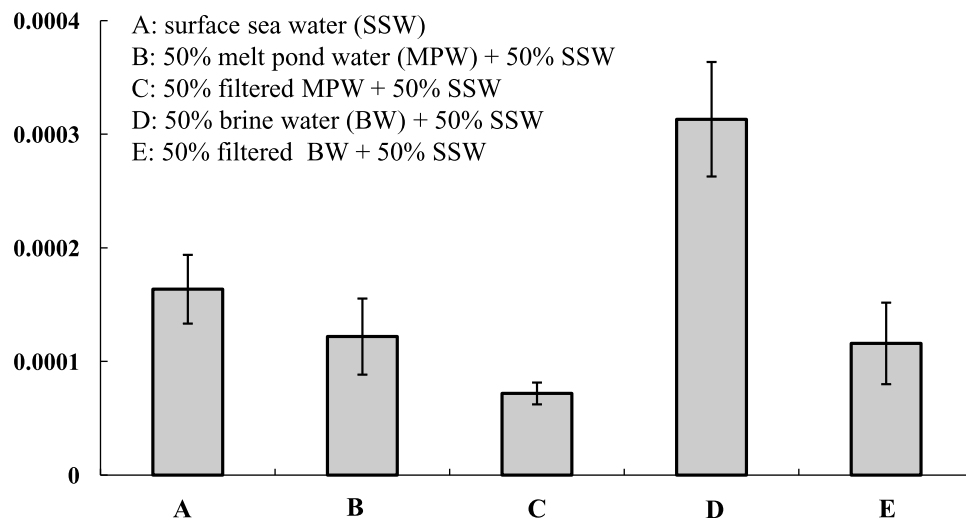 0.0004
A: surface sea water (SSW)
B: 50% melt pond water (MPW) + 50% SSW
C: 50% filtered MPW + 50% SSW
D: 50% brine water (BW) + 50% SSW
E: 50% filtered  BW + 50% SSW
0.0003
0.0002
0.0001
0
A B C D E